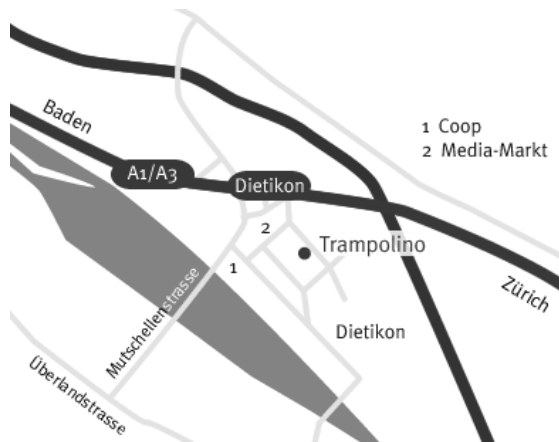 Baden
1 Coop
2 Media-Markt
A1/A3
Dietikon
2
Trampolino
1
Zürich
Mutschellenstrasse
Dietikon
Überlandstrasse